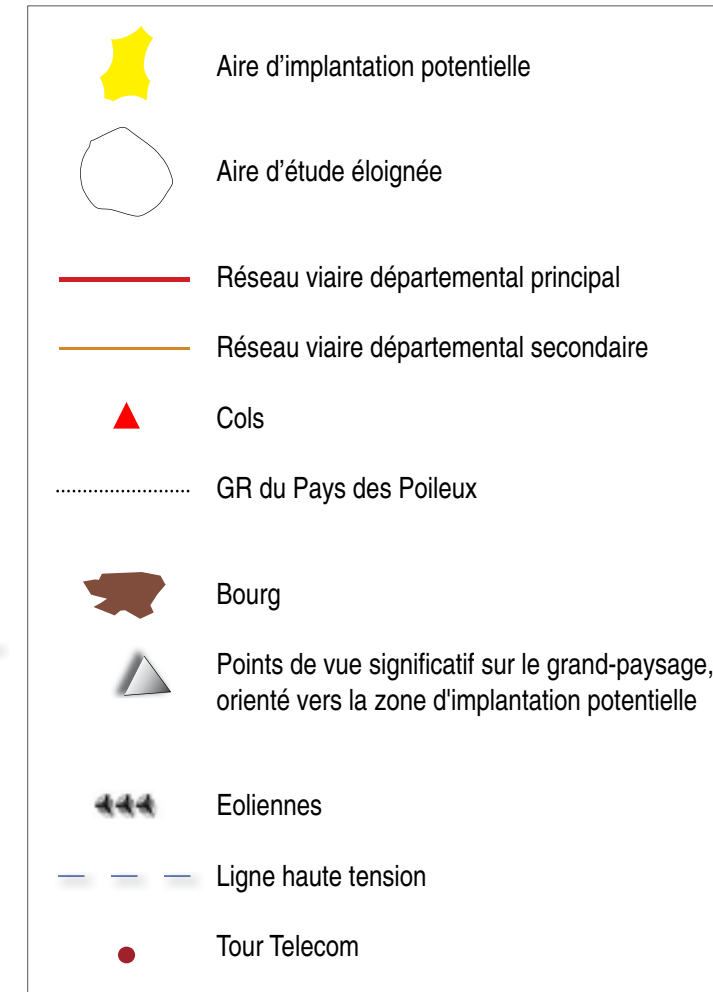 Aire d’implantation potentielle
Aire d’étude éloignée
Réseau viaire départemental principal
Réseau viaire départemental secondaire
Cols
GR du Pays des Poileux
Bourg
Points de vue significatif sur le grand-paysage,
orienté vers la zone d'implantation potentielle
Eoliennes
Ligne haute tension
Tour Telecom